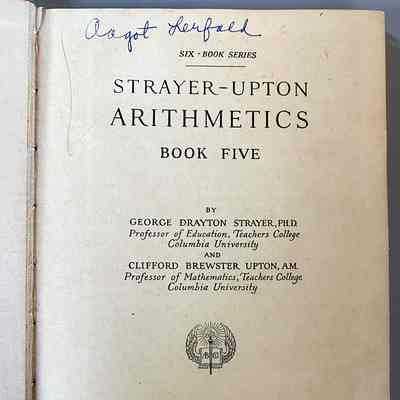 Aagot Lerfald
SIX - BOOK SERIES
STRAYER-UPTON
ARITHMETICS
BOOK FIVE
BY
GEORGE DRAYTON STRAYER, PH.D.
Professor of Education, Teachers College
Columbia University
AND
CLIFFORD BREWSTER UPTON, A.M.
Professor of Mathematics, Teachers College
Columbia University